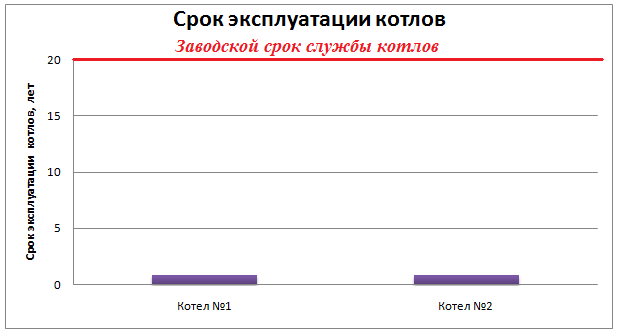 Срок эксплуатации котлов
Заводской срок службы котлов
Срок эксплуатации котлов, лет
20
15
10
5
0
Котел №1
Котел №2